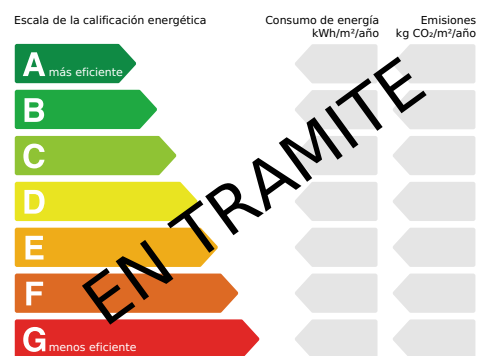 Escala de la calificación energética
Consumo de energía
kWh/m²/año
Emisiones
kg CO₂/m²/año
A más eficiente
B
C
D
E
F
G menos eficiente
EN TRAMITE